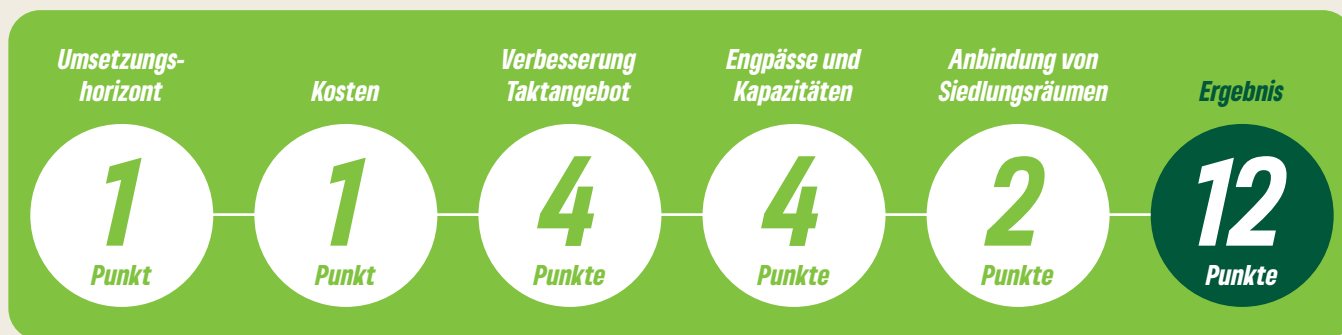 Umsetzungs-
horizont
Kosten
Verbesserung
Taktangebot
Engpässe und
Kapazitäten
Anbindung von
Siedlungsräumen
Ergebnis
1
Punkt
1
Punkt
4
Punkte
4
Punkte
2
Punkte
12
Punkte